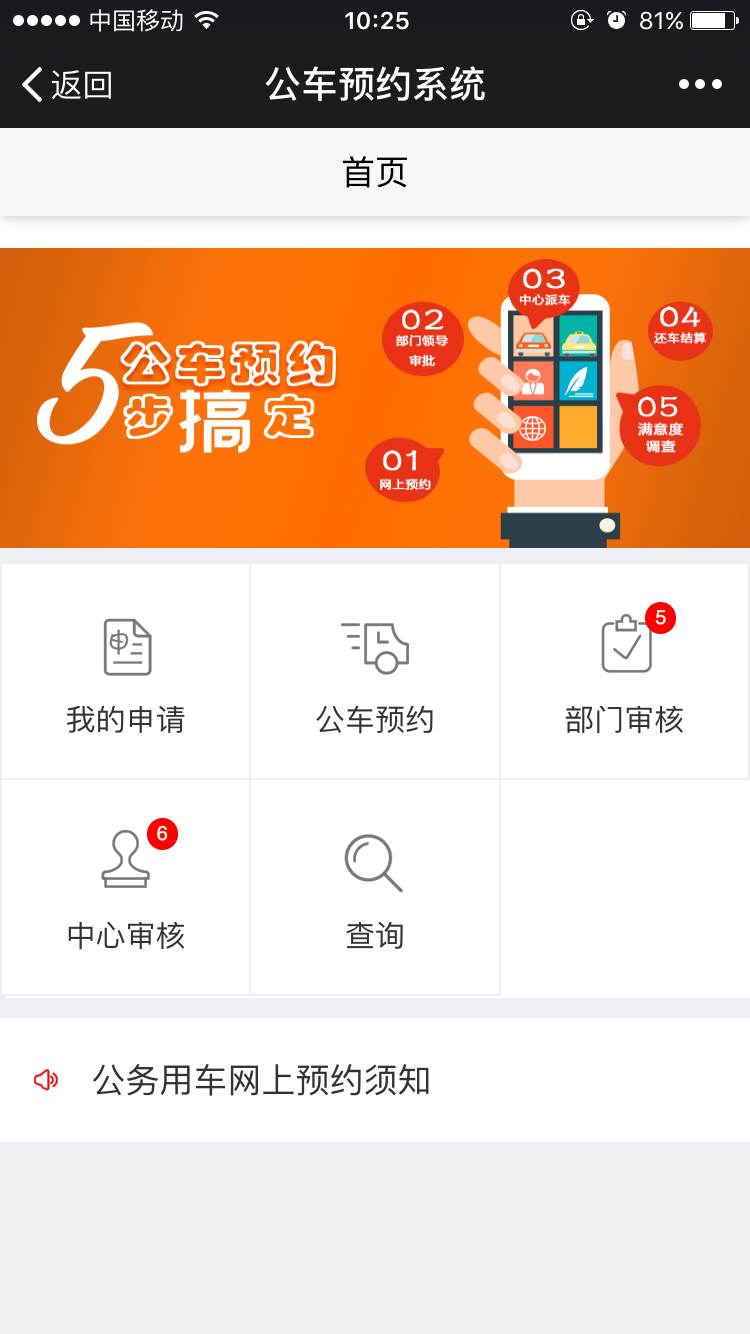 中国移动 10:25 81%
返回 公车预约系统
首页
5 公车预约
步搞定
01
网上预约
02
部门领导
审批
03
中心派车
04
还车结算
05
满意度
调查
我的申请 公车预约 5 部门审核
6 中心审核 查询
公务用车网上预约须知